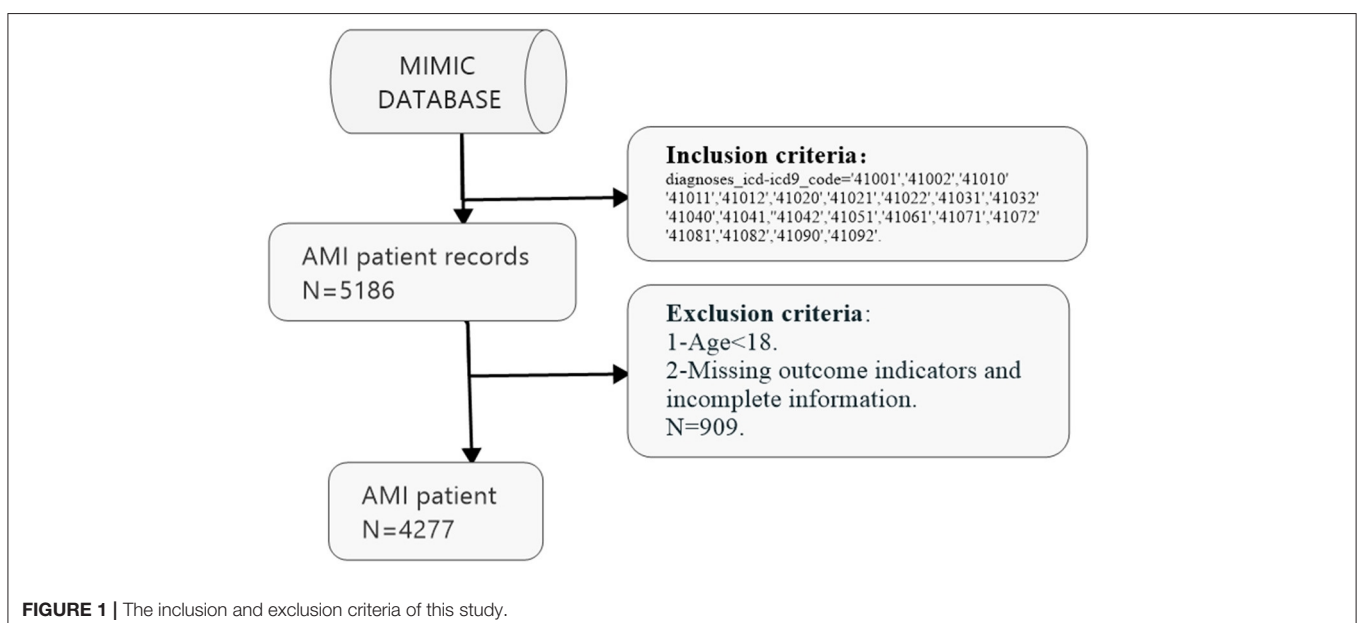 MIMIC
DATABASE
Inclusion criteria:
diagnoses_icd-icd9_code='41001','41002','41010'
'41011','41012','41020','41021','41022','41031','41032'
'41040','41041,''41042','41051','41061','41071','41072'
'41081','41082','41090','41092'.
AMI patient records
N=5186
Exclusion criteria:
1-Age<18.
2-Missing outcome indicators and
incomplete information.
N=909.
AMI patient
N=4277
FIGURE 1 | The inclusion and exclusion criteria of this study.